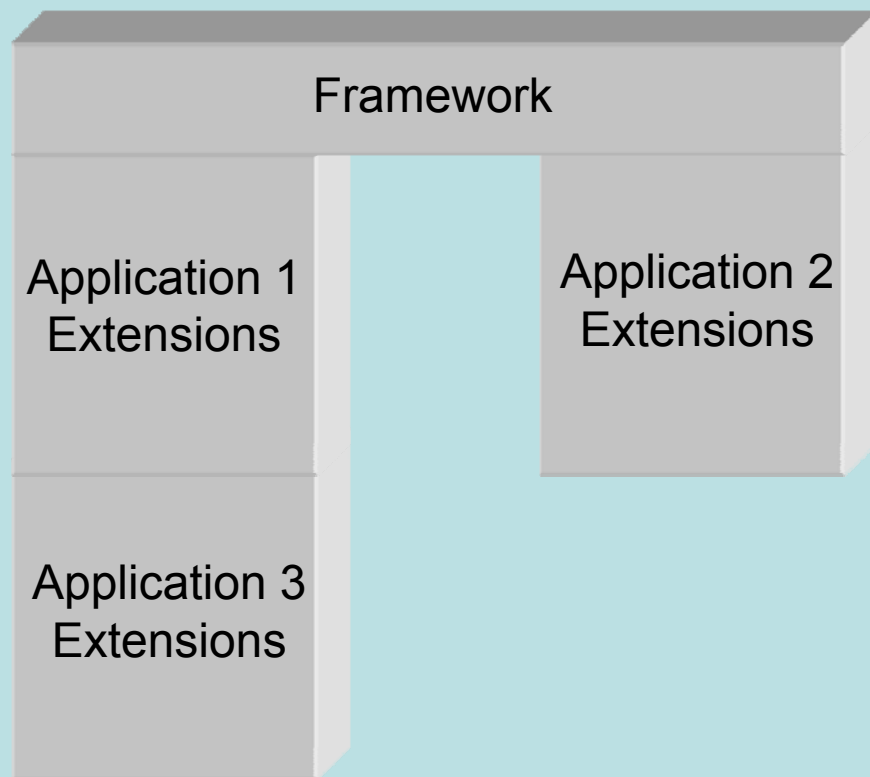 Framework
Application 1
Extensions
Application 2
Extensions
Application 3
Extensions